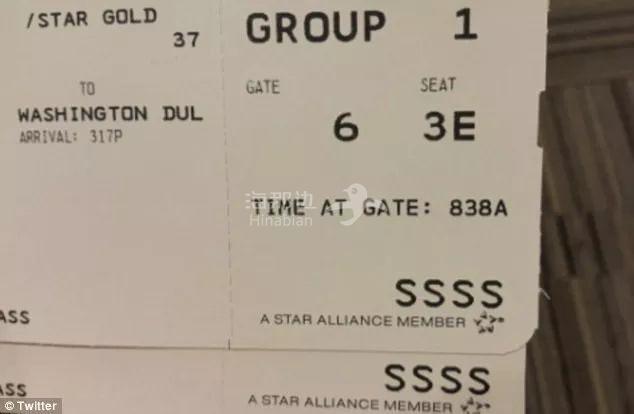 /STAR GOLD
37
TO
WASHINGTON DUL
ARRIVAL: 317P
ASS
GROUP 1
GATE SEAT
6 3E
海那边
Hinabian
TIME AT GATE: 838A
SSSS
A STAR ALLIANCE MEMBER
ASS
SSSS
A STAR ALLIANCE MEMBER
© Twitter